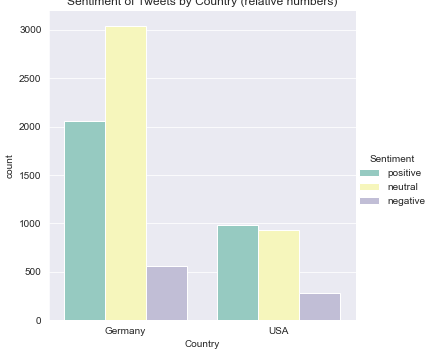 Sentiment of Tweets by Country (relative numbers)
3000
2500
2000
1500
1000
500
0
count
Germany
USA
Country
Sentiment
positive
neutral
negative